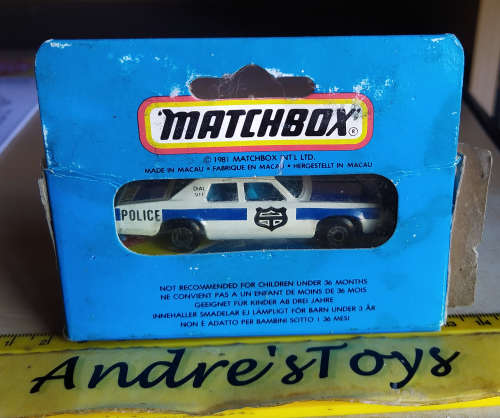 MATCHBOX®
© 1981 MATCHBOX INT'L LTD.
MADE IN MACAU • FABRIQUE EN MACAU • HERGESTELLT IN MACAU
DIAL
911
POLICE
NOT RECOMMENDED FOR CHILDREN UNDER 36 MONTHS
NE CONVIENT PAS A UN ENFANT DE MOINS DE 36 MOIS
GEEIGNET FUR KINDER AB DREI JAHRE
INNEHALLER SMADELAR EJ LÄMPLIGT FÖR BARN UNDER 3 ÅR
NON È ADATTO PER BAMBINI SOTTO I 36 MESI
Andre'sToys